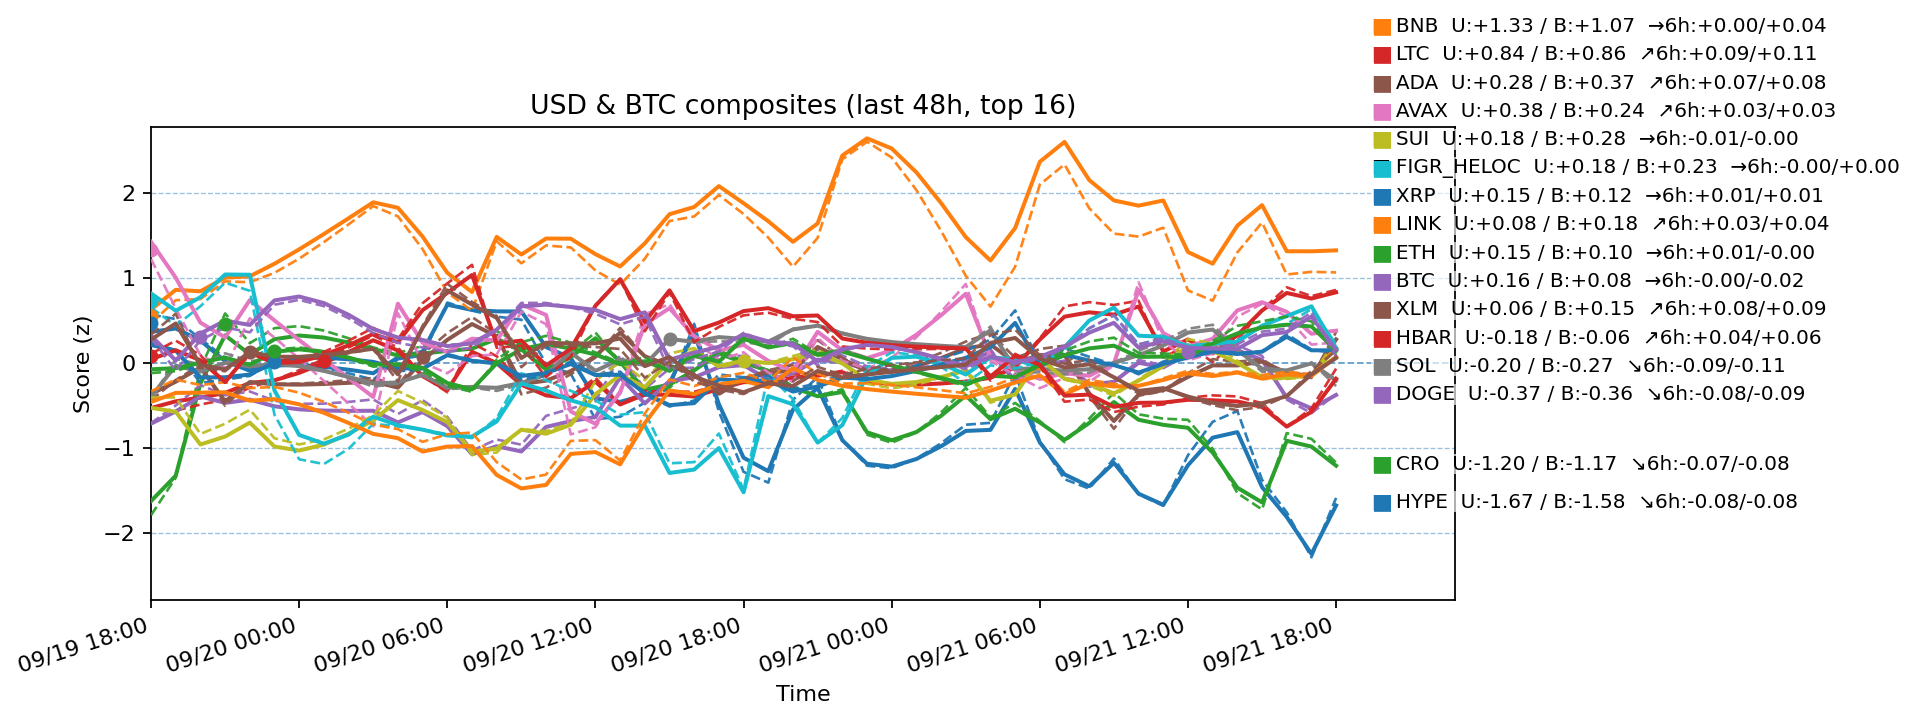 BNB U:+1.33 / B:+1.07 →6h:+0.00/+0.04
LTC U:+0.84 / B:+0.86 ↗6h:+0.09/+0.11
ADA U:+0.28 / B:+0.37 ↗6h:+0.07/+0.08
USD & BTC composites (last 48h, top 16)
AVAX U:+0.38 / B:+0.24 ↗6h:+0.03/+0.03
SUI U:+0.18 / B:+0.28 →6h:-0.01/-0.00
FIGR_HELOC U:+0.18 / B:+0.23 →6h:-0.00/+0.00
XRP U:+0.15 / B:+0.12 →6h:+0.01/+0.01
LINK U:+0.08 / B:+0.18 ↗6h:+0.03/+0.04
ETH U:+0.15 / B:+0.10 →6h:+0.01/-0.00
BTC U:+0.16 / B:+0.08 →6h:-0.00/-0.02
XLM U:+0.06 / B:+0.15 ↗6h:+0.08/+0.09
HBAR U:-0.18 / B:-0.06 ↗6h:+0.04/+0.06
SOL U:-0.20 / B:-0.27 ↘6h:-0.09/-0.11
DOGE U:-0.37 / B:-0.36 ↘6h:-0.08/-0.09
CRO U:-1.20 / B:-1.17 ↘6h:-0.07/-0.08
HYPE U:-1.67 / B:-1.58 ↘6h:-0.08/-0.08
Score (z)
2
1
0
−1
−2
09/19 18:00
09/20 00:00
09/20 06:00
09/20 12:00
09/20 18:00
09/21 00:00
09/21 06:00
09/21 12:00
09/21 18:00
Time